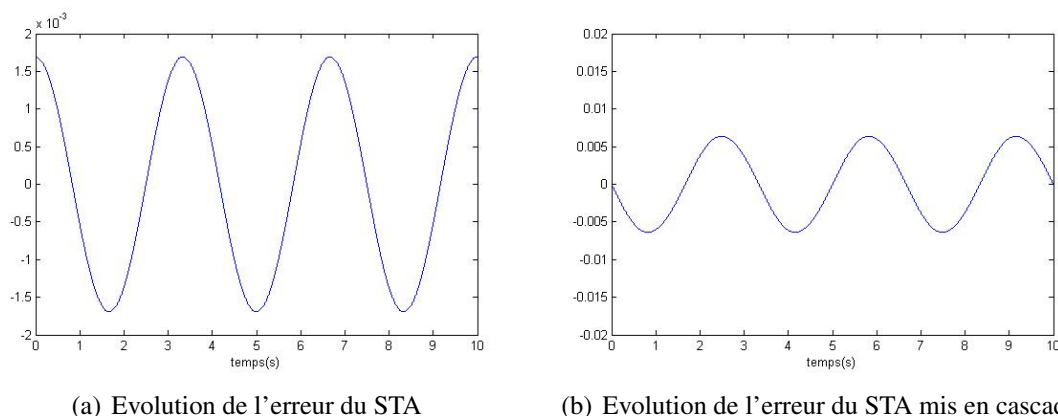 x 10^-3
2
1.5
1
0.5
0
-0.5
-1
-1.5
-2
0 1 2 3 4 5 6 7 8 9 10
temps(s)
(a) Evolution de l'erreur du STA
0.02
0.015
0.01
0.005
0
-0.005
-0.01
-0.015
-0.02
0 1 2 3 4 5 6 7 8 9 10
temps(s)
(b) Evolution de l'erreur du STA mis en